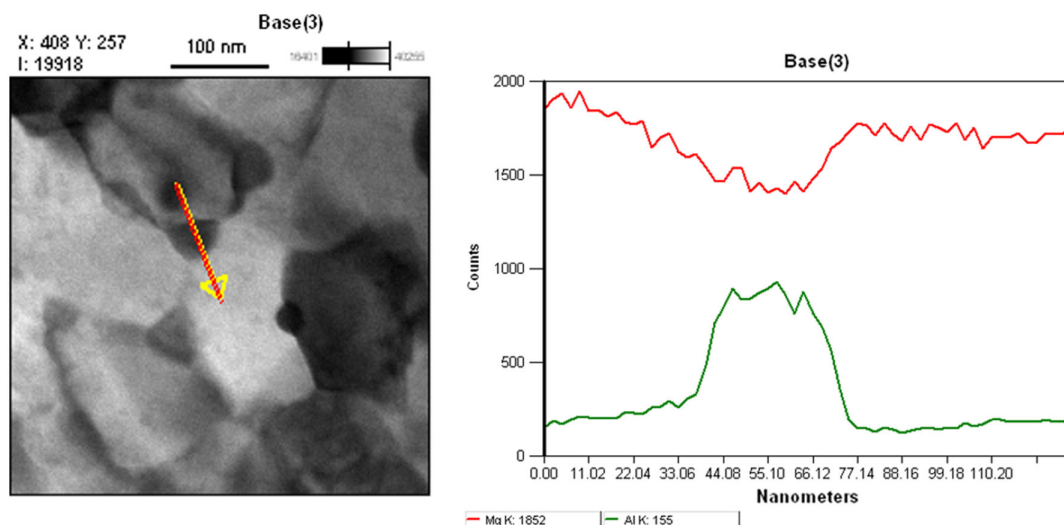 Base(3)
X: 408 Y: 257
I: 19918
100 nm
16401
40255
Base(3)
2000
1500
1000
500
0
Counts
0.00 11.02 22.04 33.06 44.08 55.10 66.12 77.14 88.16 99.18 110.20
Nanometers
Mg K: 1852
Al K: 155